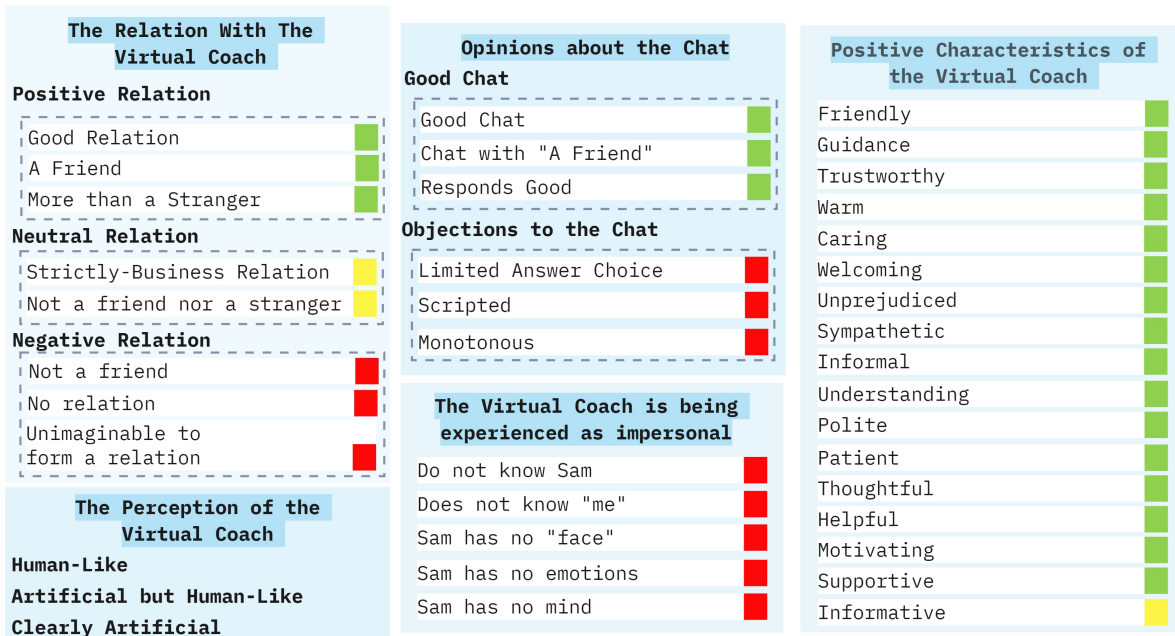 The Relation With The
Virtual Coach
Positive Relation
Good Relation
A Friend
More than a Stranger
Neutral Relation
Strictly-Business Relation
Not a friend nor a stranger
Negative Relation
Not a friend
No relation
Unimaginable to
form a relation
The Perception of the
Virtual Coach
Human-Like
Artificial but Human-Like
Clearly Artificial
Opinions about the Chat
Good Chat
Good Chat
Chat with "A Friend"
Responds Good
Objections to the Chat
Limited Answer Choice
Scripted
Monotonous
The Virtual Coach is being
experienced as impersonal
Do not know Sam
Does not know "me"
Sam has no "face"
Sam has no emotions
Sam has no mind
Positive Characteristics of
the Virtual Coach
Friendly
Guidance
Trustworthy
Warm
Caring
Welcoming
Unprejudiced
Sympathetic
Informal
Understanding
Polite
Patient
Thoughtful
Helpful
Motivating
Supportive
Informative